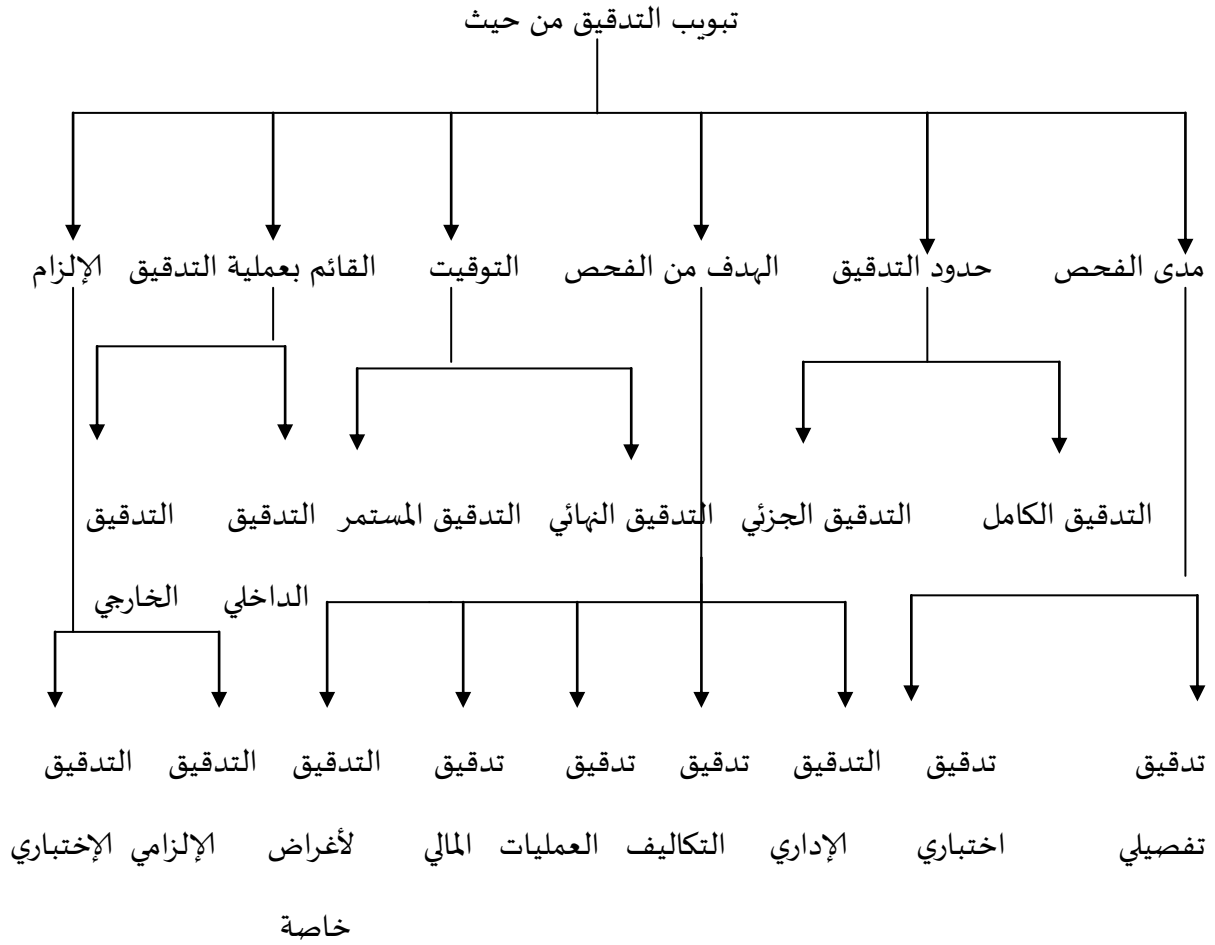 تبويب التدقيق من حيث
مدى الفحص حدود التدقيق الهدف من الفحص التوقيت القائم بعملية التدقيق الإلزام
التدقيق الكامل التدقيق الجزئي التدقيق النهائي التدقيق المستمر التدقيق التدقيق
الداخلي الخارجي
تدقيق تدقيق التدقيق تدقيق تدقيق تدقيق التدقيق التدقيق التدقيق
تفصيلي اختباري الإداري التكاليف العمليات المالي لأغراض الإلزامي الإختباري
خاصة